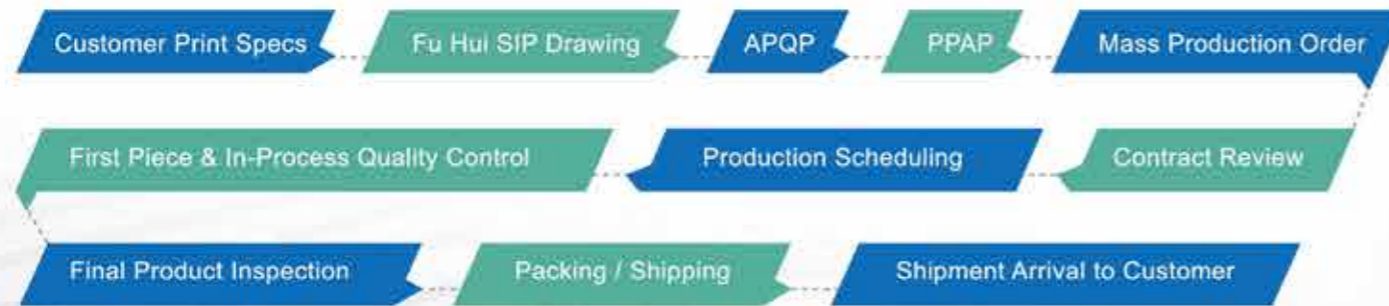 Customer Print Specs
Fu Hui SIP Drawing
APQP
PPAP
Mass Production Order
Contract Review
Production Scheduling
First Piece & In-Process Quality Control
Final Product Inspection
Packing / Shipping
Shipment Arrival to Customer